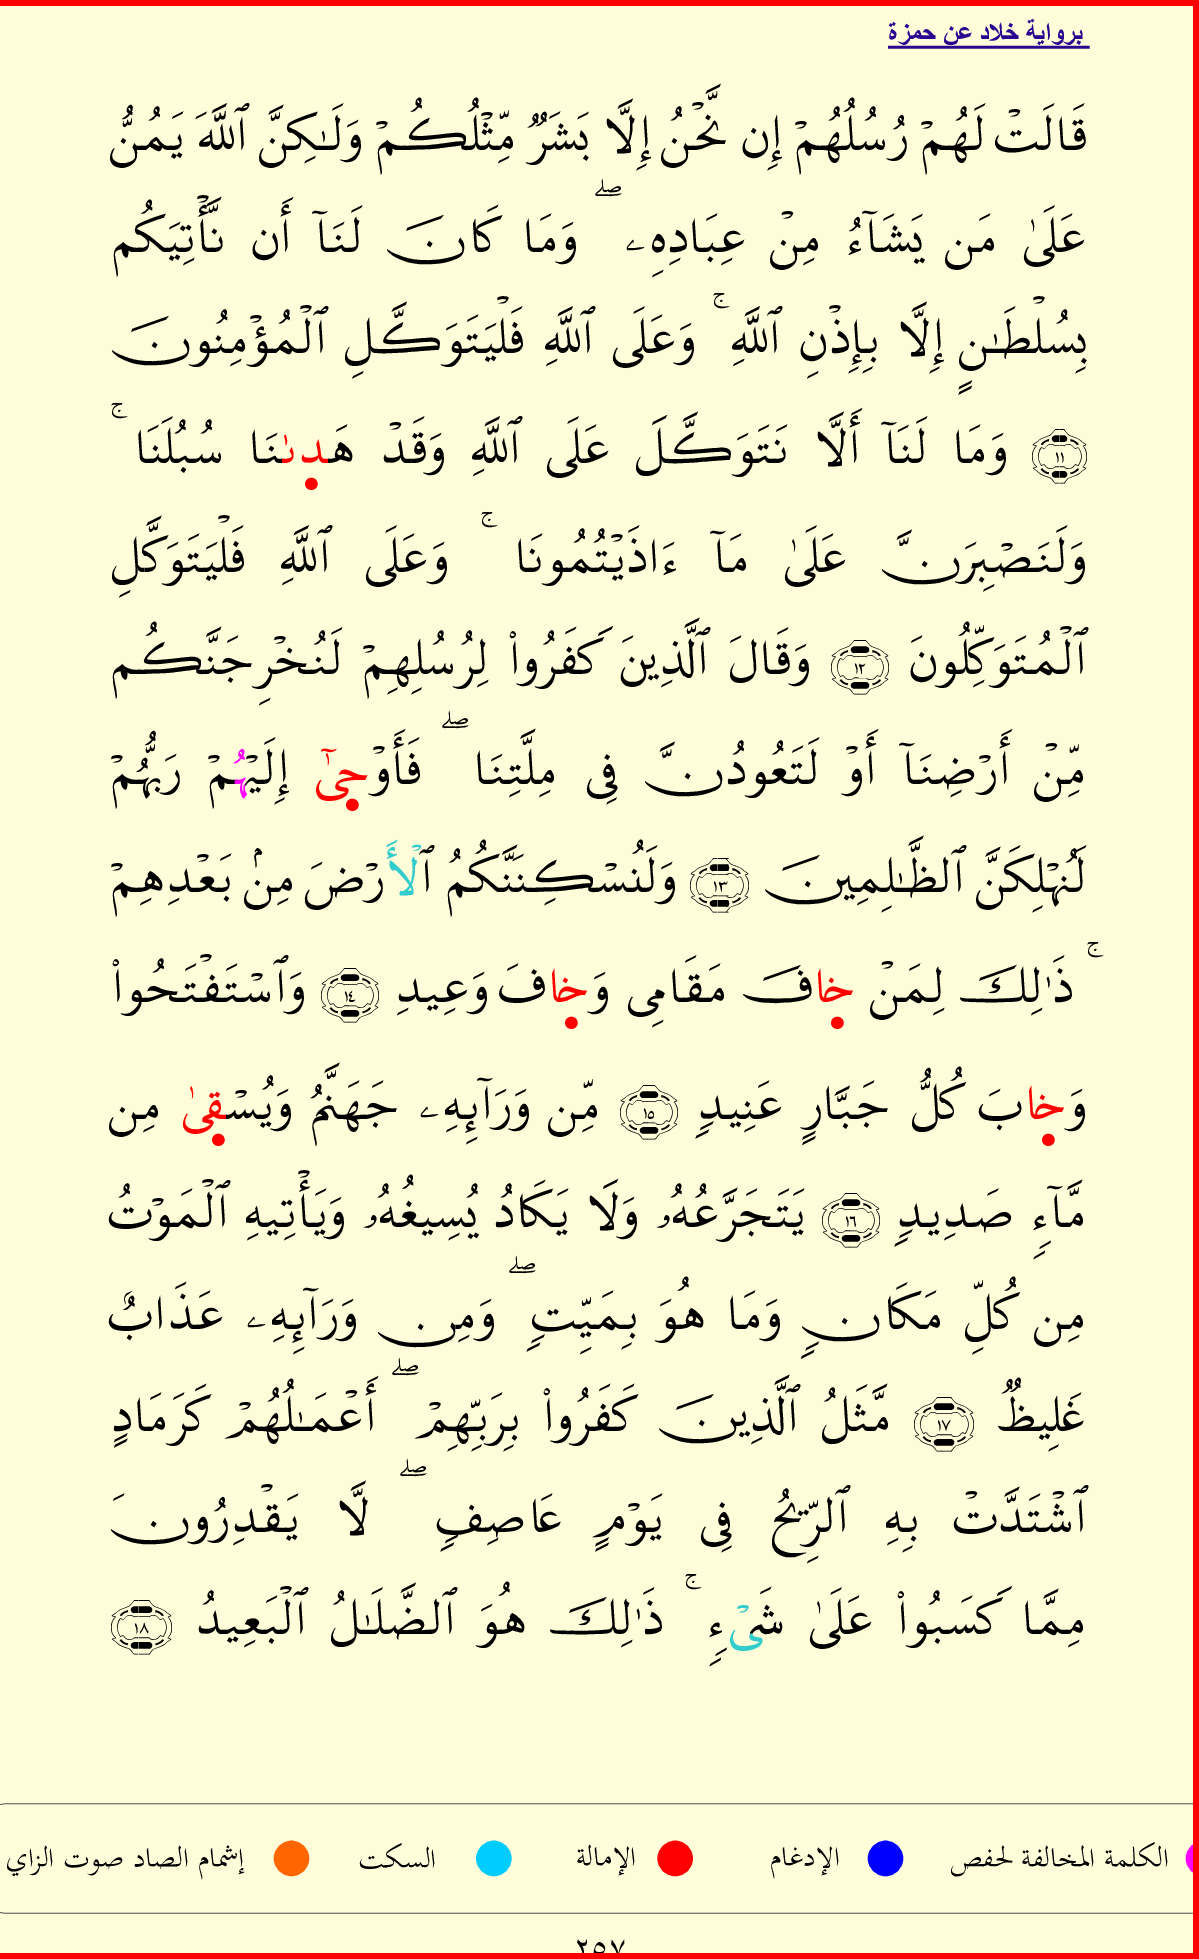 برواية خلاد عن حمزة
قَالَتۡ لَهُمۡ رُسُلُهُمۡ إِن نَّحۡنُ إِلَّا بَشَرٞ مِّثۡلُكُمۡ وَلَٰكِنَّ ٱللَّهَ يَمُنُّ
عَلَىٰ مَن يَشَآءُ مِنۡ عِبَادِهِۦۖ وَمَا كَانَ لَنَآ أَن نَّأۡتِيَكُم
بِسُلۡطَٰنٍ إِلَّا بِإِذۡنِ ٱللَّهِۚ وَعَلَى ٱللَّهِ فَلۡيَتَوَكَّلِ ٱلۡمُؤۡمِنُونَ
١١ وَمَا لَنَآ أَلَّا نَتَوَكَّلَ عَلَى ٱللَّهِ وَقَدۡ هَدىٰنَا سُبُلَنَاۚ
وَلَنَصۡبِرَنَّ عَلَىٰ مَآ ءَاذَيۡتُمُونَاۚ وَعَلَى ٱللَّهِ فَلۡيَتَوَكَّلِ
ٱلۡمُتَوَكِّلُونَ ١٢ وَقَالَ ٱلَّذِينَ كَفَرُواْ لِرُسُلِهِمۡ لَنُخۡرِجَنَّكُم
مِّنۡ أَرۡضِنَآ أَوۡ لَتَعُودُنَّ فِي مِلَّتِنَاۖ فَأَوۡحىٰٓ إِلَيۡهُمۡ رَبُّهُمۡ
لَنُهۡلِكَنَّ ٱلظَّٰلِمِينَ ١٣ وَلَنُسۡكِنَنَّكُمُ ٱلۡأَرۡضَ مِنۢ بَعۡدِهِمۡۚ
ذَٰلِكَ لِمَنۡ خافَ مَقَامِي وَخافَ وَعِيدِ ١٤ وَٱسۡتَفۡتَحُواْ
وَخابَ كُلُّ جَبَّارٍ عَنِيدٖ ١٥ مِّن وَرَآئِهِۦ جَهَنَّمُ وَيُسۡقىٰ مِن
مَّآءٖ صَدِيدٖ ١٦ يَتَجَرَّعُهُۥ وَلَا يَكَادُ يُسِيغُهُۥ وَيَأۡتِيهِ ٱلۡمَوۡتُ
مِن كُلِّ مَكَانٖ وَمَا هُوَ بِمَيِّتٖۖ وَمِن وَرَآئِهِۦ عَذَابٌ
غَلِيظٞ ١٧ مَّثَلُ ٱلَّذِينَ كَفَرُواْ بِرَبِّهِمۡۖ أَعۡمَٰلُهُمۡ كَرَمَادٍ
ٱشۡتَدَّتۡ بِهِ ٱلرِّيحُ فِي يَوۡمٍ عَاصِفٖۖ لَّا يَقۡدِرُونَ
مِمَّا كَسَبُواْ عَلَىٰ شَيۡءٖۚ ذَٰلِكَ هُوَ ٱلضَّلَٰلُ ٱلۡبَعِيدُ ١٨
الكلمة المخالفة لحفص الإدغام الإمالة السكت إشمام الصاد صوت الزاي
٢٥٧